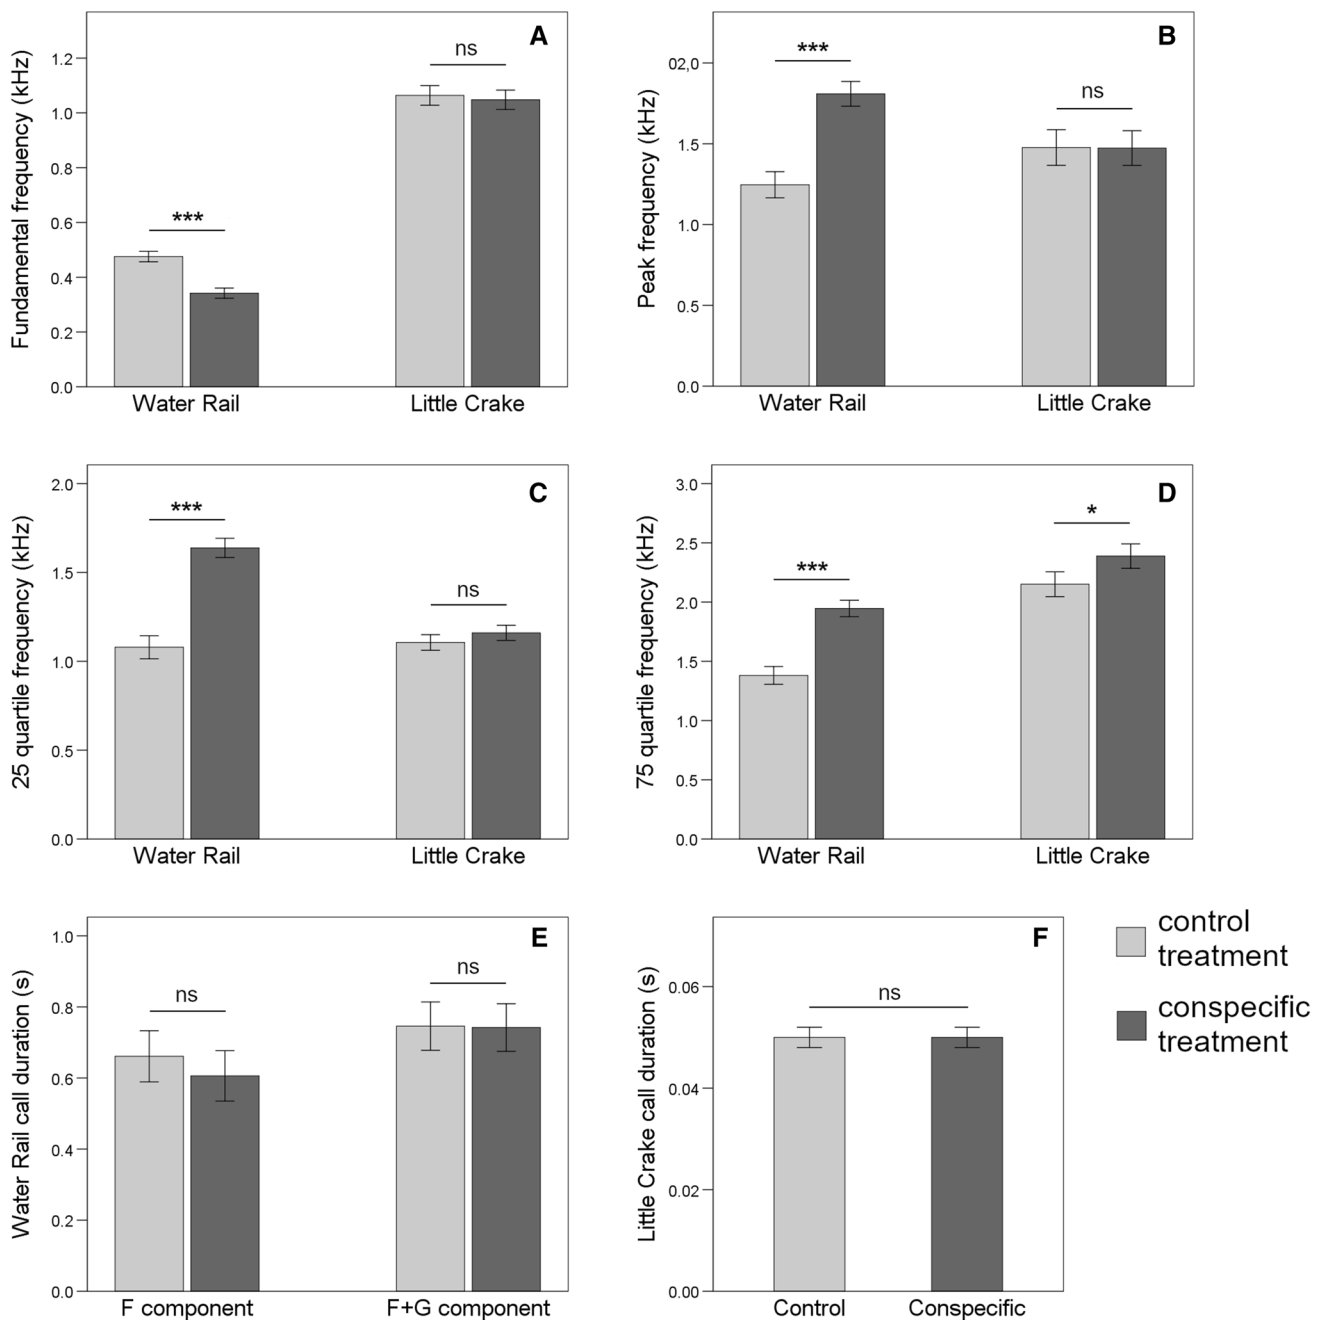 A
Fundamental frequency (kHz)
1.2
1.0
0.8
0.6
0.4
0.2
0.0
***
ns
Water Rail
Little Crake
B
Peak frequency (kHz)
02,0
1.5
1.0
0.5
0.0
***
ns
Water Rail
Little Crake
C
25 quartile frequency (kHz)
2.0
1.5
1.0
0.5
0.0
***
ns
Water Rail
Little Crake
D
75 quartile frequency (kHz)
3.0
2.5
2.0
1.5
1.0
0.5
0.0
***
*
Water Rail
Little Crake
E
Water Rail call duration (s)
1.0
0.8
0.6
0.4
0.2
0.0
ns
ns
F component
F+G component
F
Little Crake call duration (s)
0.06
0.04
0.02
0.00
ns
Control
Conspecific
control
treatment
conspecific
treatment